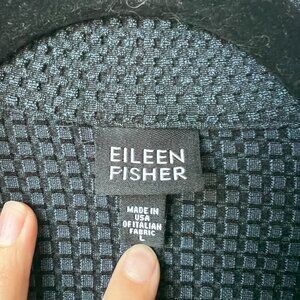 EILEEN
FISHER
MADE IN
USA
OF ITALIAN
FABRIC
L